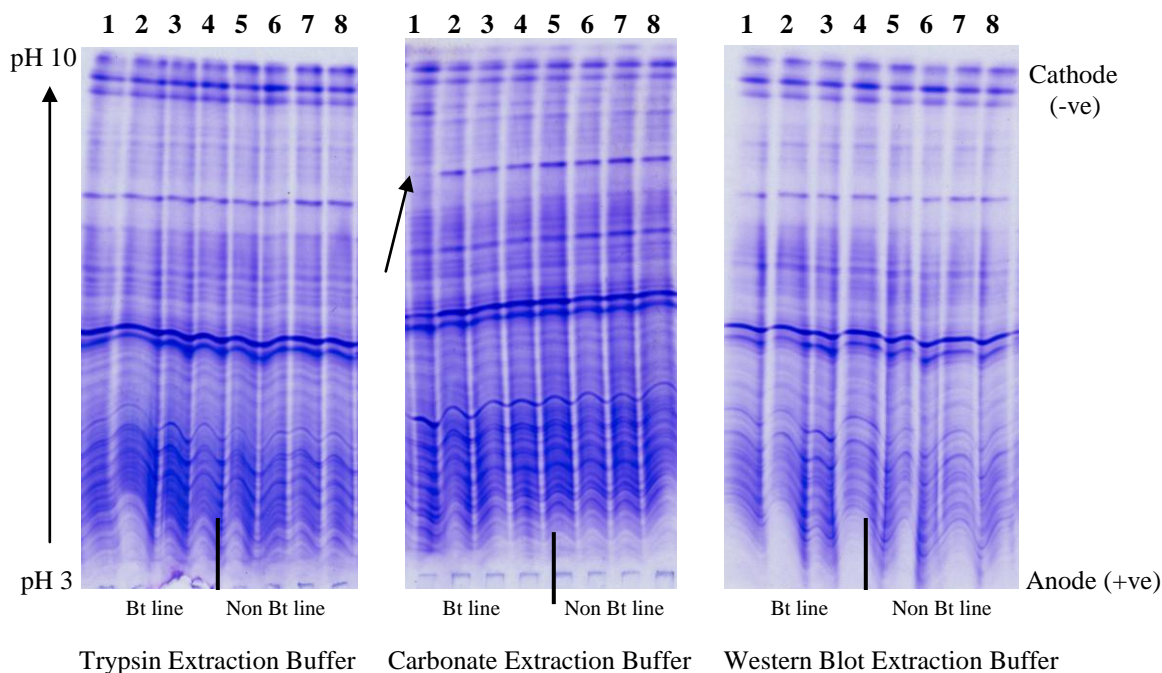 1 2 3 4 5 6 7 8 1 2 3 4 5 6 7 8 1 2 3 4 5 6 7 8
pH 10
Cathode
(-ve)
pH 3
Anode (+ve)
Bt line Non Bt line Bt line Non Bt line Bt line Non Bt line
Trypsin Extraction Buffer Carbonate Extraction Buffer Western Blot Extraction Buffer